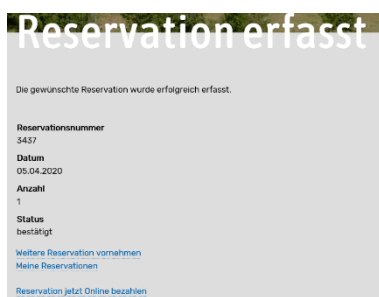 Reservation erfasst
Die gewünschte Reservation wurde erfolgreich erfasst.
Reservationsnummer
3437
Datum
05.04.2020
Anzahl
1
Status
bestätigt
Weitere Reservation vornehmen
Meine Reservationen
Reservation jetzt Online bezahlen